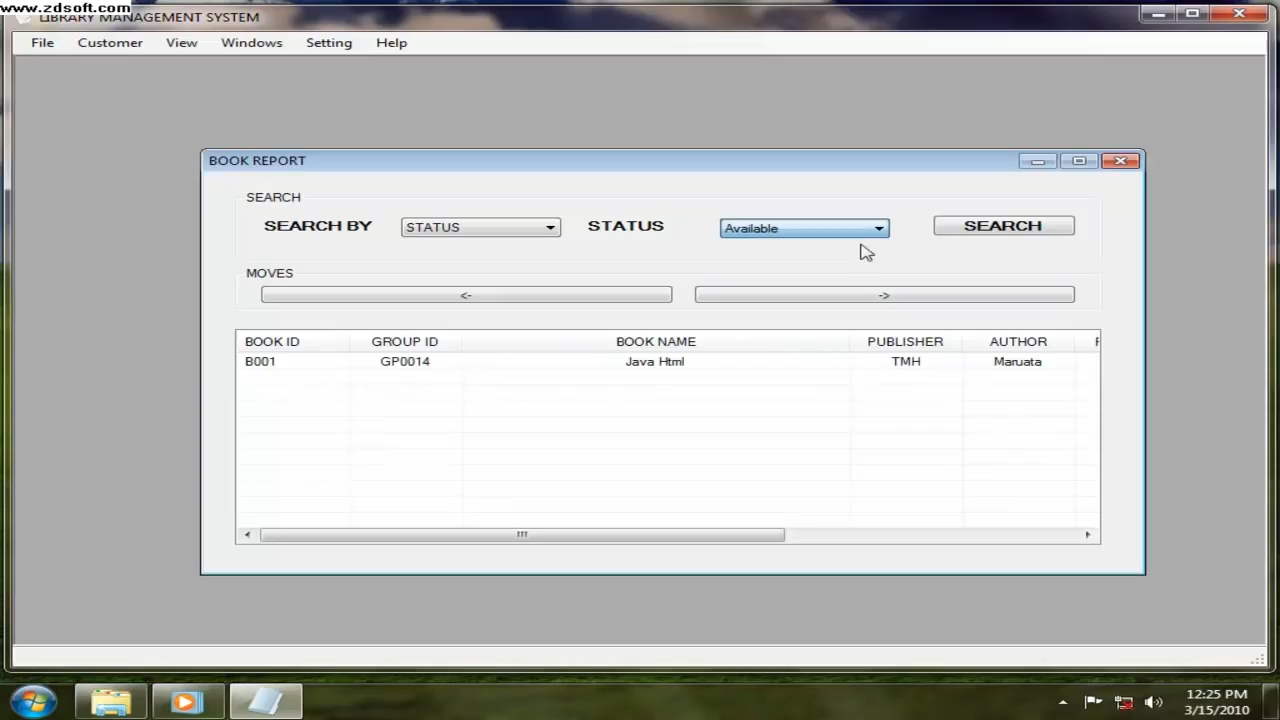 www.zdsoft.com
LIBRARY MANAGEMENT SYSTEM
File Customer View Windows Setting Help
BOOK REPORT
SEARCH
SEARCH BY STATUS STATUS Available SEARCH
MOVES
<- ->
BOOK ID GROUP ID BOOK NAME PUBLISHER AUTHOR
B001 GP0014 Java Html TMH Maruata
12:25 PM
3/15/2010